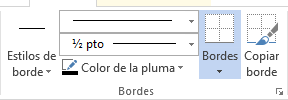 Estilos de
borde
½ pto
Color de la pluma
Bordes
Copiar
borde
Bordes